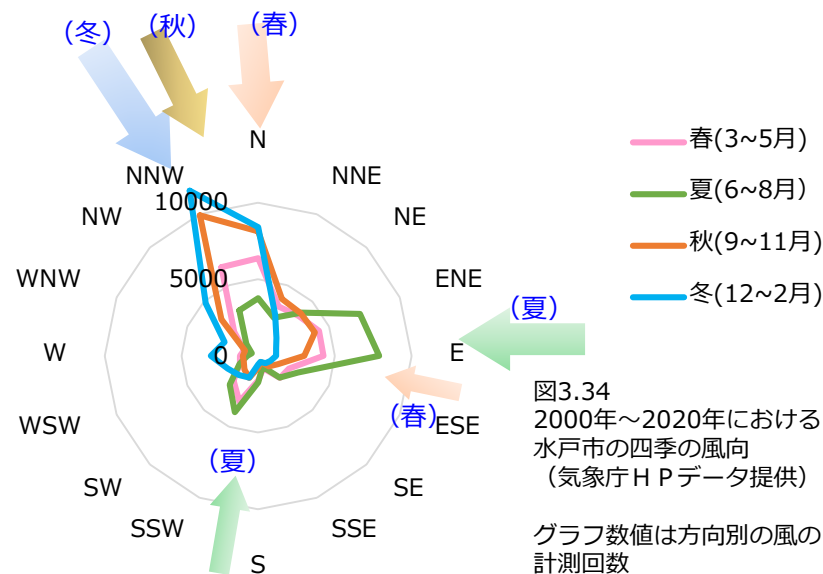 (冬)
(秋)
(春)
N
NNW
NNE
10000
NW
NE
WNW
5000
ENE
(夏)
W
0
E
(春)
WSW
ESE
(夏)
SW
SE
SSW
SSE
S
春(3~5月)
夏(6~8月)
秋(9~11月)
冬(12~2月)
図3.34
2000年～2020年における
水戸市の四季の風向
（気象庁ＨＰデータ提供）
グラフ数値は方向別の風の
計測回数